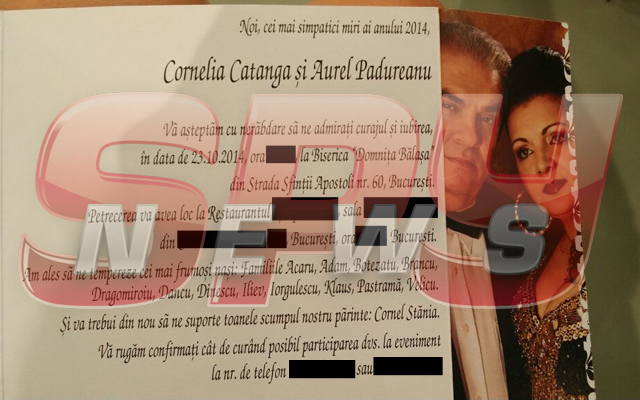 Noi, cei mai simpatici miri ai anului 2014,
Cornelia Catanga și Aurel Padureanu
Vă așteptăm cu nerăbdare să ne admirați curajul și iubirea,
în data de 23.10.2014, ora la Biserica "Domnița Bălașa"
din Strada Sfinții Apostoli nr. 60, București.
Petrecerea va avea loc la Restaurantul , sala
din București, ora București.
Am ales să ne tempereze cei mai frumoși nași: Familiile Acaru, Adam, Botezatu, Brancu,
Dragomiroiu, Dancu, Dinescu, Iliev, Iorgulescu, Klaus, Pastramă, Velicu.
Și va trebui din nou să ne suporte toanele scumpul nostru părinte: Cornel Stănia.
Vă rugăm confirmați cât de curând posibil participarea dvs. la eveniment
la nr. de telefon sau
SPY
NEWS